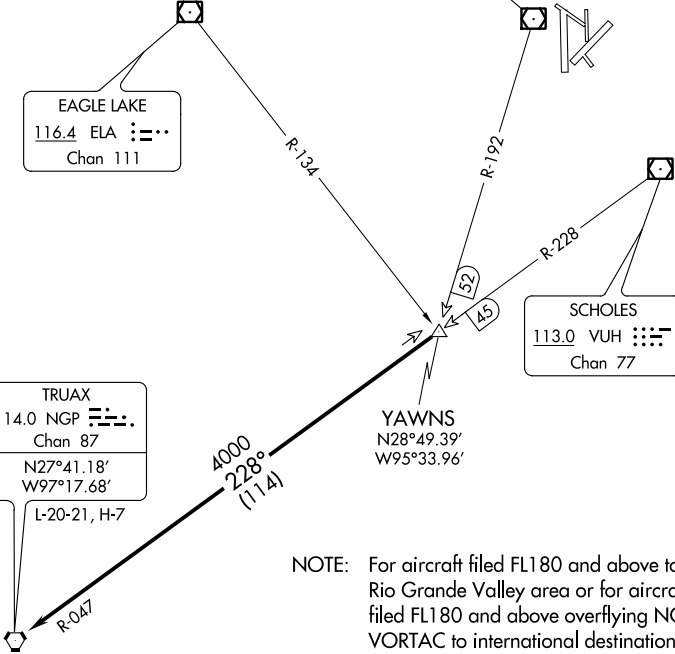 EAGLE LAKE
116.4 ELA
Chan 111
R-134
R-192
R-228
52
45
SCHOLES
113.0 VUH
Chan 77
YAWNS
N28°49.39'
W95°33.96'
TRUAX
14.0 NGP
Chan 87
N27°41.18'
W97°17.68'
L-20-21, H-7
4000
228°
(114)
R-047
NOTE: For aircraft filed FL180 and above to
Rio Grande Valley area or for aircra
filed FL180 and above overflying NG
VORTAC to international destination